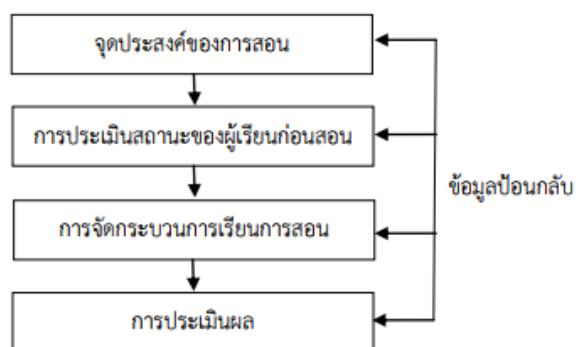 จุดประสงค์ของการสอน
การประเมินสถานะของผู้เรียนก่อนสอน
ข้อมูลป้อนกลับ
การจัดกระบวนการเรียนการสอน
การประเมินผล